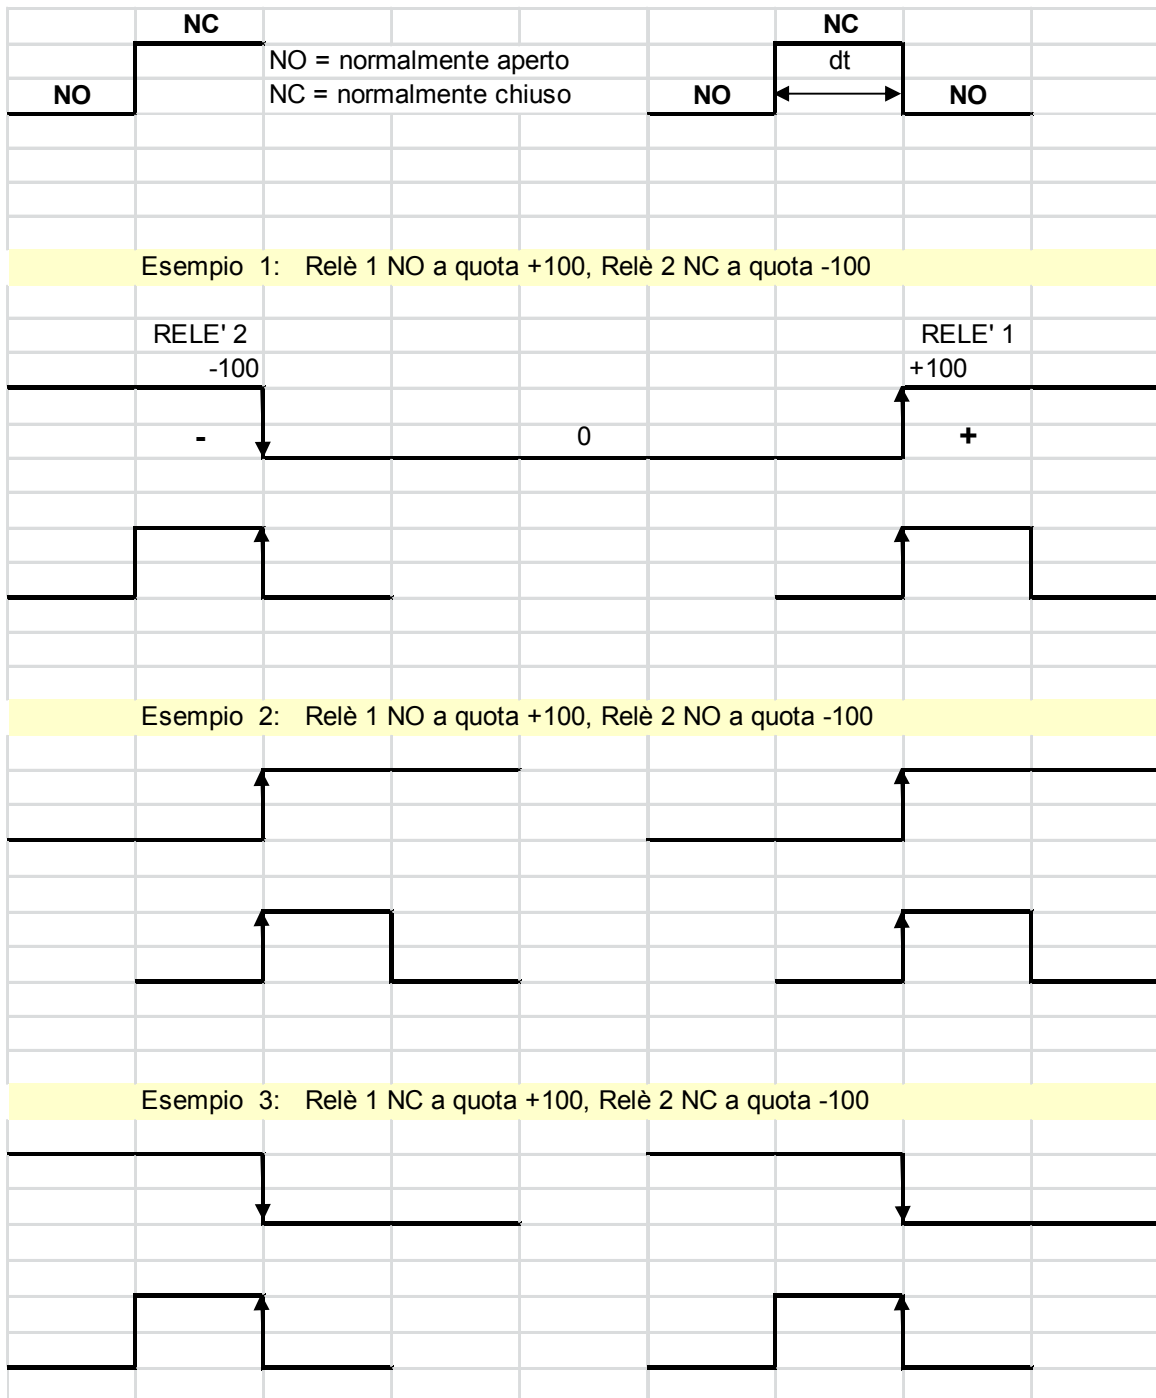 NC NC
NO = normalmente aperto dt
NO NC = normalmente chiuso NO NO
Esempio 1: Relè 1 NO a quota +100, Relè 2 NC a quota -100
RELE' 2 RELE' 1
-100 +100
- 0 +
Esempio 2: Relè 1 NO a quota +100, Relè 2 NO a quota -100
Esempio 3: Relè 1 NC a quota +100, Relè 2 NC a quota -100